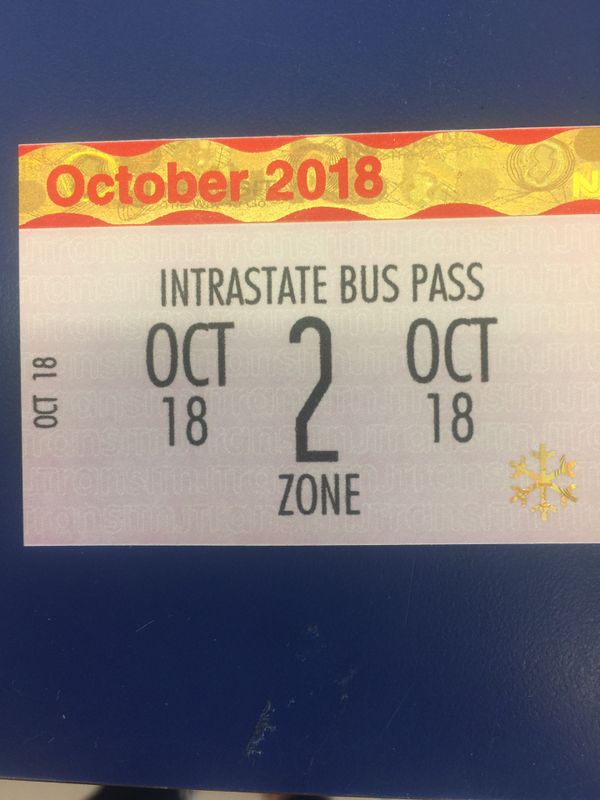 October 2018
N
INTRASTATE BUS PASS
OCT 2 OCT
18 18
ZONE
OCT 18